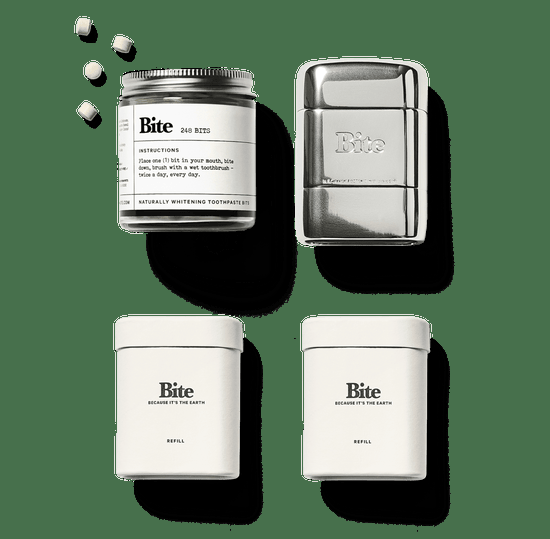 Bite 248 BITS
INSTRUCTIONS
Place one (1) bit in your mouth, bite
down, brush with a wet toothbrush -
twice a day, every day.
NATURALLY WHITENING TOOTHPASTE BITS
Bite
Bite
BECAUSE IT'S THE EARTH
REFILL
Bite
BECAUSE IT'S THE EARTH
REFILL